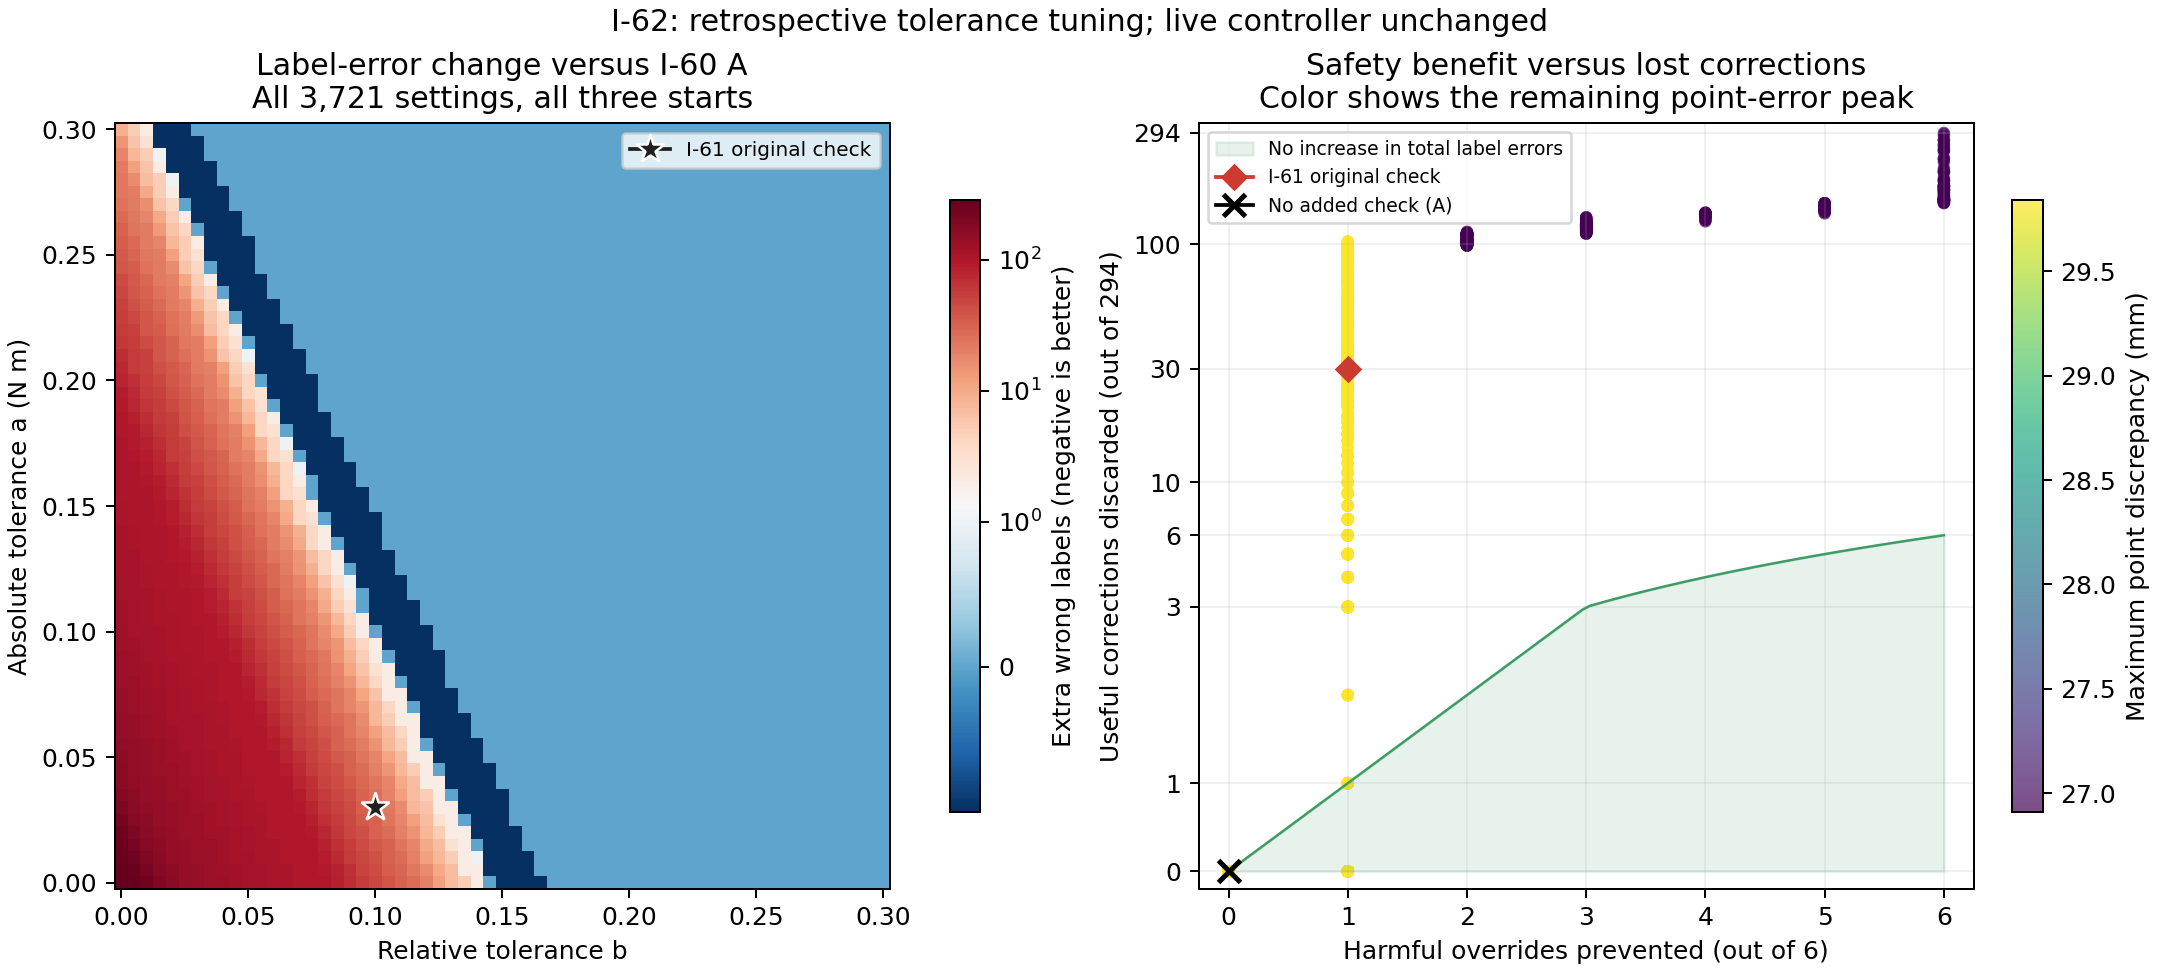 I-62: retrospective tolerance tuning; live controller unchanged
Label-error change versus I-60 A
All 3,721 settings, all three starts
I-61 original check
0.30
0.25
0.20
0.15
0.10
0.05
0.00
Absolute tolerance a (N m)
0.00 0.05 0.10 0.15 0.20 0.25 0.30
Relative tolerance b
10²
10¹
10⁰
0
Extra wrong labels (negative is better)
Safety benefit versus lost corrections
Color shows the remaining point-error peak
No increase in total label errors
I-61 original check
No added check (A)
294
100
30
10
6
3
1
0
Useful corrections discarded (out of 294)
0 1 2 3 4 5 6
Harmful overrides prevented (out of 6)
29.5
29.0
28.5
28.0
27.5
27.0
Maximum point discrepancy (mm)